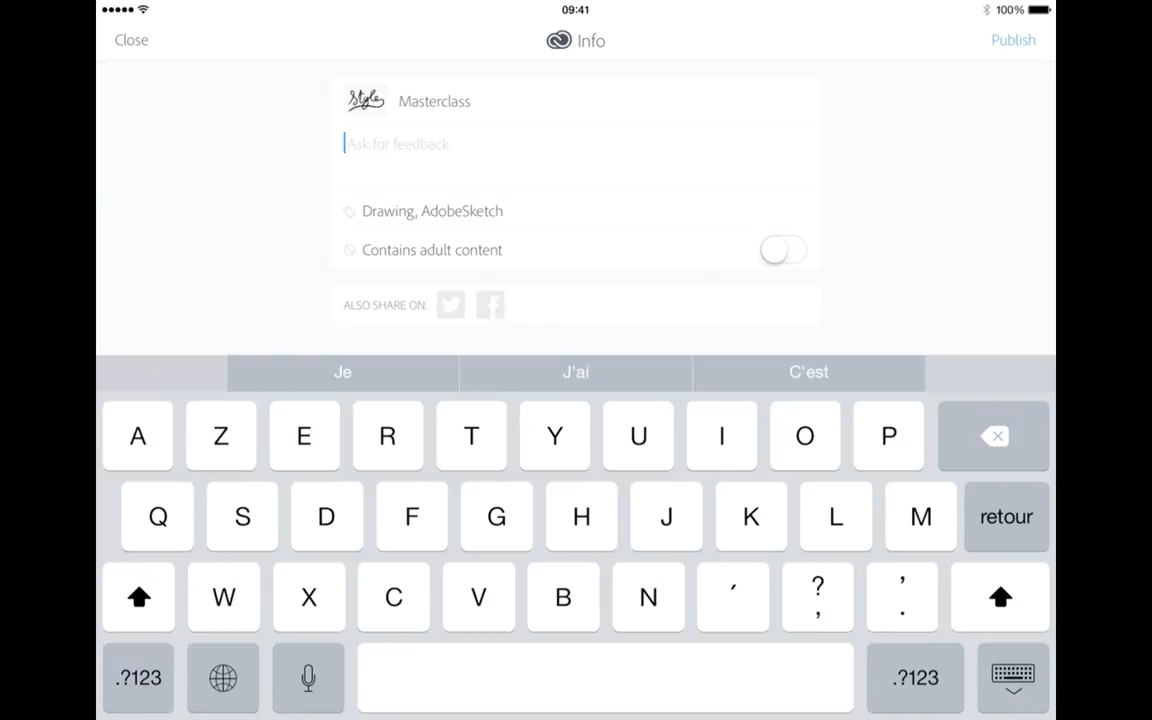 09:41
100%
Close
Info
Publish
Style
Masterclass
Ask for feedback
Drawing, AdobeSketch
Contains adult content
ALSO SHARE ON:
Je J'ai C'est
A Z E R T Y U I O P
Q S D F G H J K L M retour
W X C V B N ´ ? , ' .
.?123 .?123